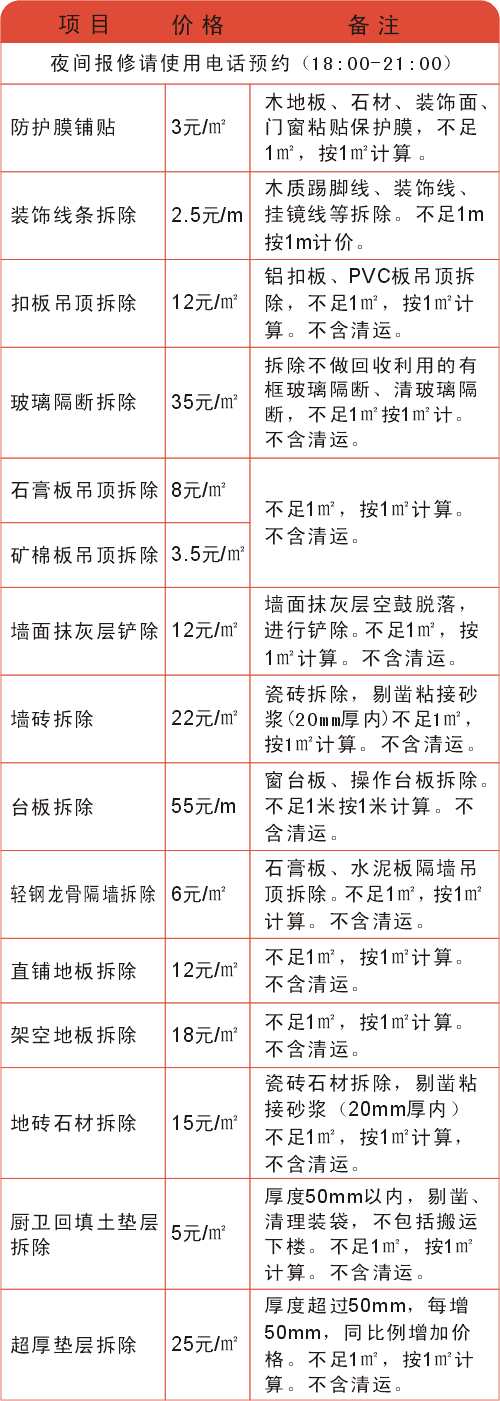 项目 价格 备注
夜间报修请使用电话预约（18:00-21:00）
防护膜铺贴 3元/㎡ 木地板、石材、装饰面、
门窗粘贴保护膜，不足
1㎡，按1㎡计算。
装饰线条拆除 2.5元/m 木质踢脚线、装饰线、
挂镜线等拆除。不足1m
按1m计价。
扣板吊顶拆除 12元/㎡ 铝扣板、PVC板吊顶拆
除，不足1㎡，按1㎡计
算。不含清运。
玻璃隔断拆除 35元/㎡ 拆除不做回收利用的有
框玻璃隔断、清玻璃隔
断，不足1㎡按1㎡计。
不含清运。
石膏板吊顶拆除 8元/㎡
不足1㎡，按1㎡计算。
不含清运。
矿棉板吊顶拆除 3.5元/㎡
墙面抹灰层铲除 12元/㎡ 墙面抹灰层空鼓脱落，
进行铲除。不足1㎡，按
1㎡计算。不含清运。
墙砖拆除 22元/㎡ 瓷砖拆除，剔凿粘接砂
浆(20mm厚内)不足1㎡，
按1㎡计算。不含清运。
台板拆除 55元/m 窗台板、操作台板拆除。
不足1米按1米计算。不
含清运。
轻钢龙骨隔墙拆除 6元/㎡ 石膏板、水泥板隔墙吊
顶拆除。不足1㎡，按1㎡
计算。不含清运。
直铺地板拆除 12元/㎡ 不足1㎡，按1㎡计算。
不含清运。
架空地板拆除 18元/㎡ 不足1㎡，按1㎡计算。
不含清运。
地砖石材拆除 15元/㎡ 瓷砖石材拆除，剔凿粘
接砂浆（20mm厚内）
不足1㎡，按1㎡计算，
不含清运。
厨卫回填土垫层
拆除 5元/㎡ 厚度50mm以内，剔凿、
清理装袋，不包括搬运
下楼。不足1㎡，按1㎡
计算。不含清运。
超厚垫层拆除 25元/㎡ 厚度超过50mm，每增
50mm，同比例增加价
格。不足1㎡，按1㎡计
算。不含清运。